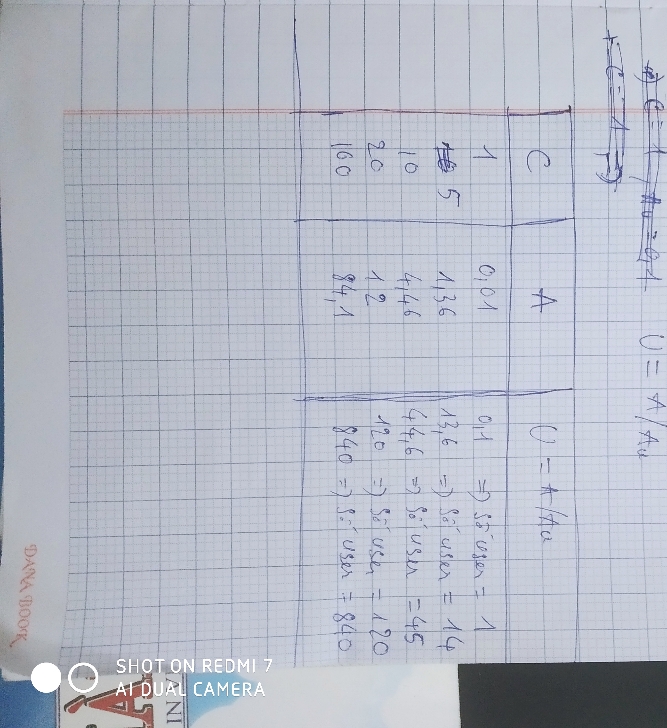 U = A/Au
C A U = A/Au
1 0,01 0,1 => số user = 1
5 1,36 13,6 => số user = 14
10 4,46 44,6 => số user = 45
20 12 120 => số user = 120
100 84,1 840 => số user = 840
DANA BOOK
SHOT ON REDMI 7
AI DUAL CAMERA